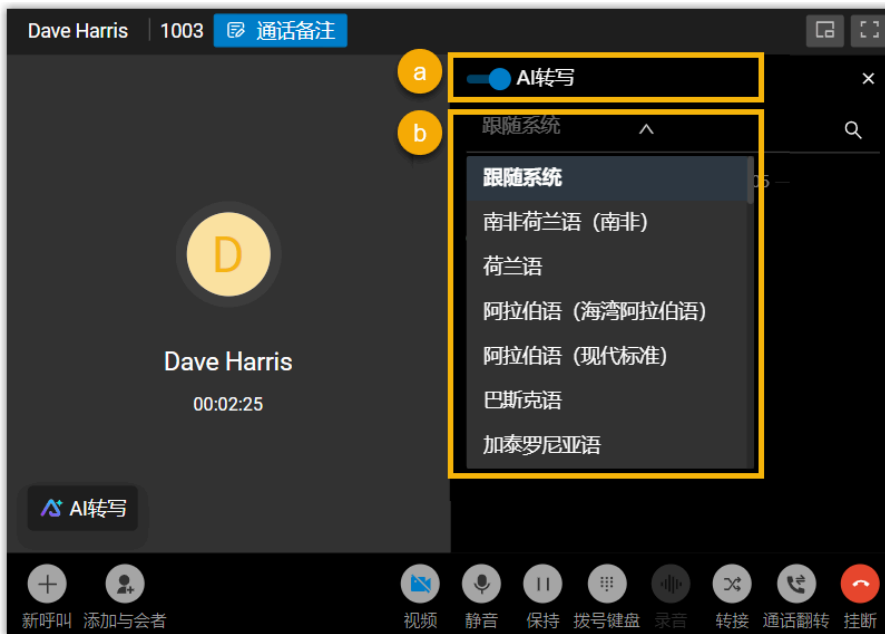 Dave Harris 1003 通话备注
a AI转写
b 跟随系统
跟随系统
05
南非荷兰语（南非）
荷兰语
阿拉伯语（海湾阿拉伯语）
阿拉伯语（现代标准）
巴斯克语
加泰罗尼亚语
D
Dave Harris
00:02:25
AI转写
新呼叫 添加与会者 视频 静音 保持 拨号键盘 录音 转接 通话翻转 挂断